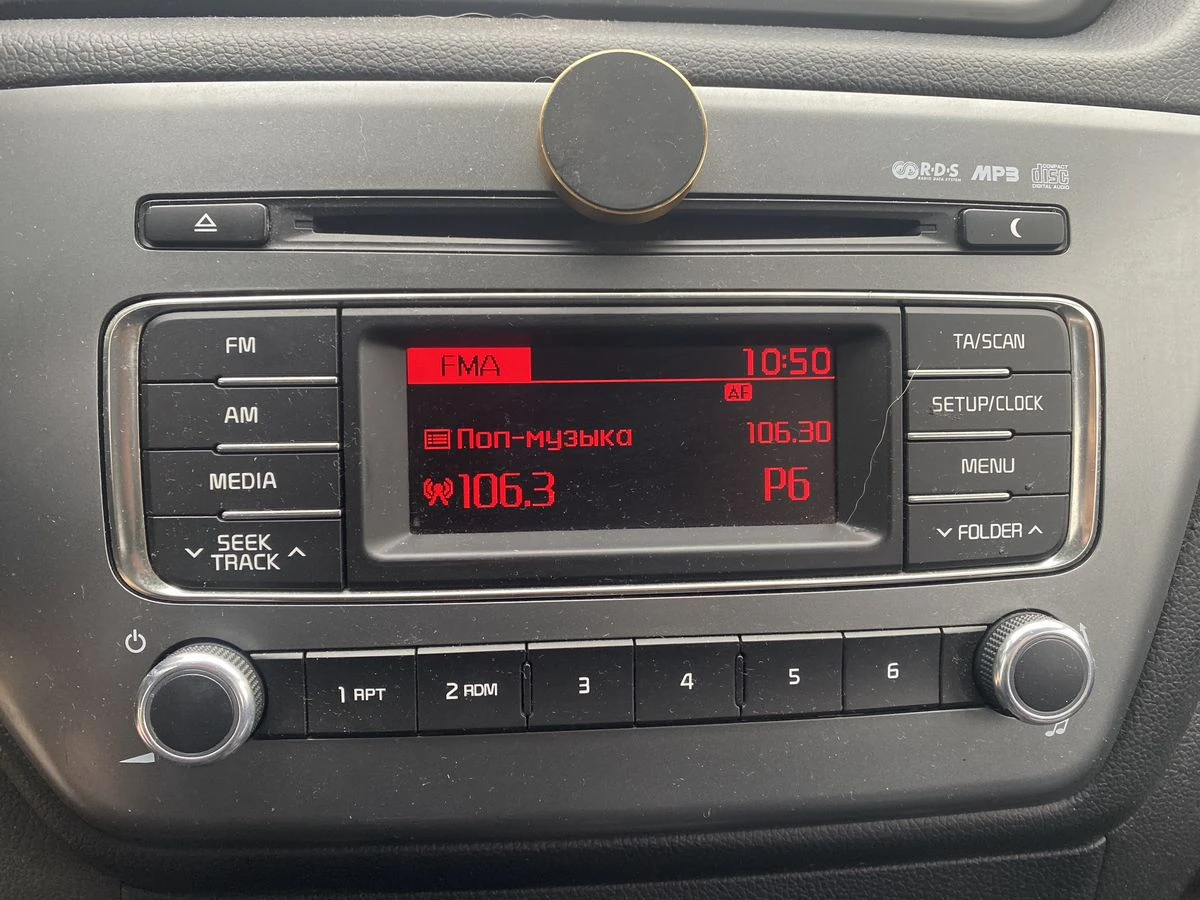 R·D·S
RADIO DATA SYSTEM
MP3
COMPACT
disc
DIGITAL AUDIO
FM
AM
MEDIA
SEEK
TRACK
FMA
10:50
AF
Поп-музыка
106.30
106.3
P6
TA/SCAN
SETUP/CLOCK
MENU
FOLDER
1 RPT
2 RDM
3
4
5
6